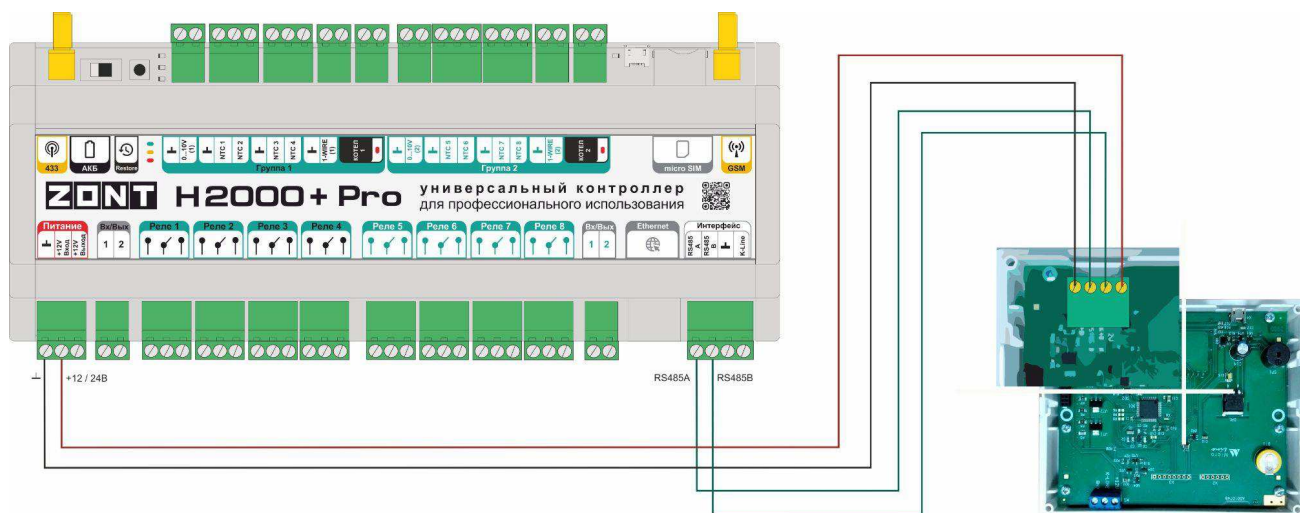 0...10V (1)
NTC 1
NTC 2
NTC 3
NTC 4
1-WIRE (1)
КОТЕЛ 1
0...10V (2)
NTC 5
NTC 6
NTC 7
NTC 8
1-WIRE (2)
КОТЕЛ 2
433 АКБ Restore Группа 1 Группа 2 micro SIM GSM
ZONT H2000+ Pro универсальный контроллер
для профессионального использования
Питание Вх/Вых Реле 1 Реле 2 Реле 3 Реле 4 Реле 5 Реле 6 Реле 7 Реле 8 Вх/Вых Ethernet Интерфейс
+12V Вход
+12V Выход
1 2
1 2
RS485 A
RS485 B
K-Line
+12 / 24В RS485A RS485B